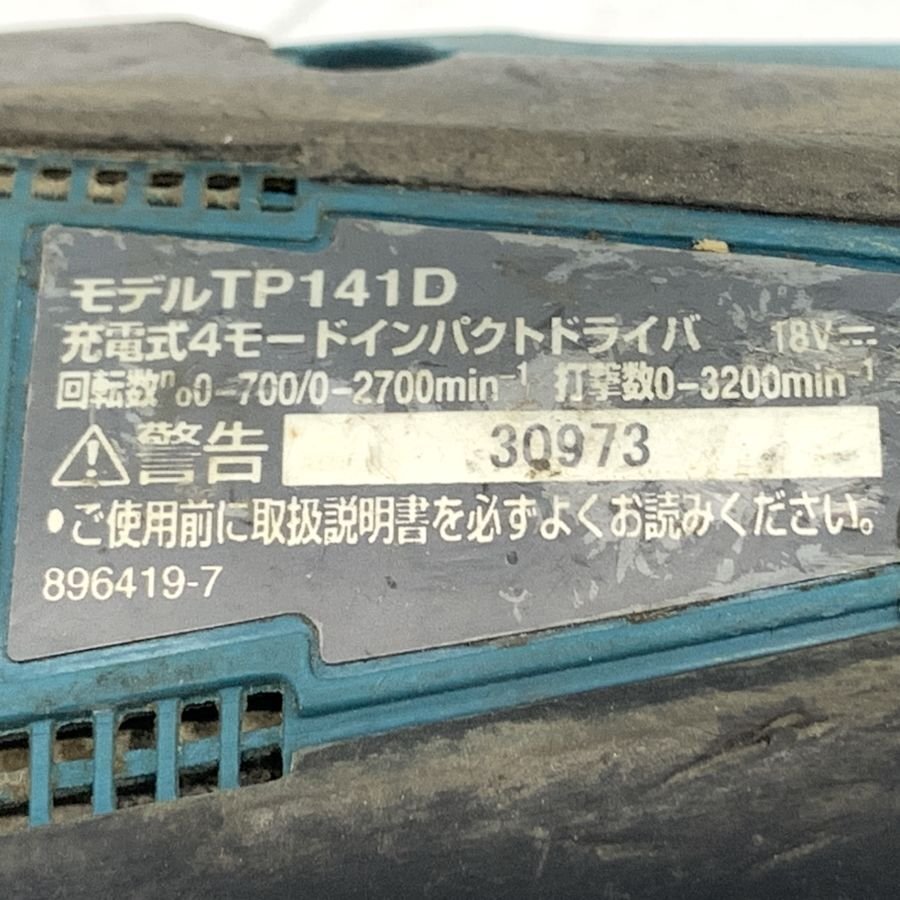 モデルTP141D
充電式4モードインパクトドライバ 18V⎓
回転数n₀0-700/0-2700min⁻¹ 打撃数0-3200min⁻¹
⚠警告 30973
•ご使用前に取扱説明書を必ずよくお読みください。
896419-7